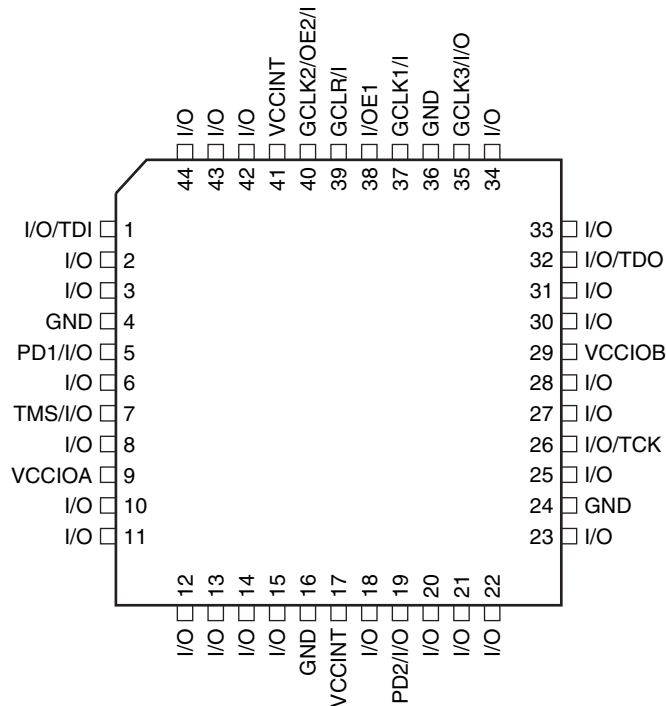 I/O
I/O
I/O
VCCINT
GCLK2/OE2/I
GCLR/I
I/OE1
GCLK1/I
GND
GCLK3/I/O
I/O
44
43
42
41
40
39
38
37
36
35
34
I/O/TDI 1
I/O 2
I/O 3
GND 4
PD1/I/O 5
I/O 6
TMS/I/O 7
I/O 8
VCCIOA 9
I/O 10
I/O 11
33 I/O
32 I/O/TDO
31 I/O
30 I/O
29 VCCIOB
28 I/O
27 I/O
26 I/O/TCK
25 I/O
24 GND
23 I/O
12
13
14
15
16
17
18
19
20
21
22
I/O
I/O
I/O
I/O
GND
VCCINT
I/O
PD2/I/O
I/O
I/O
I/O